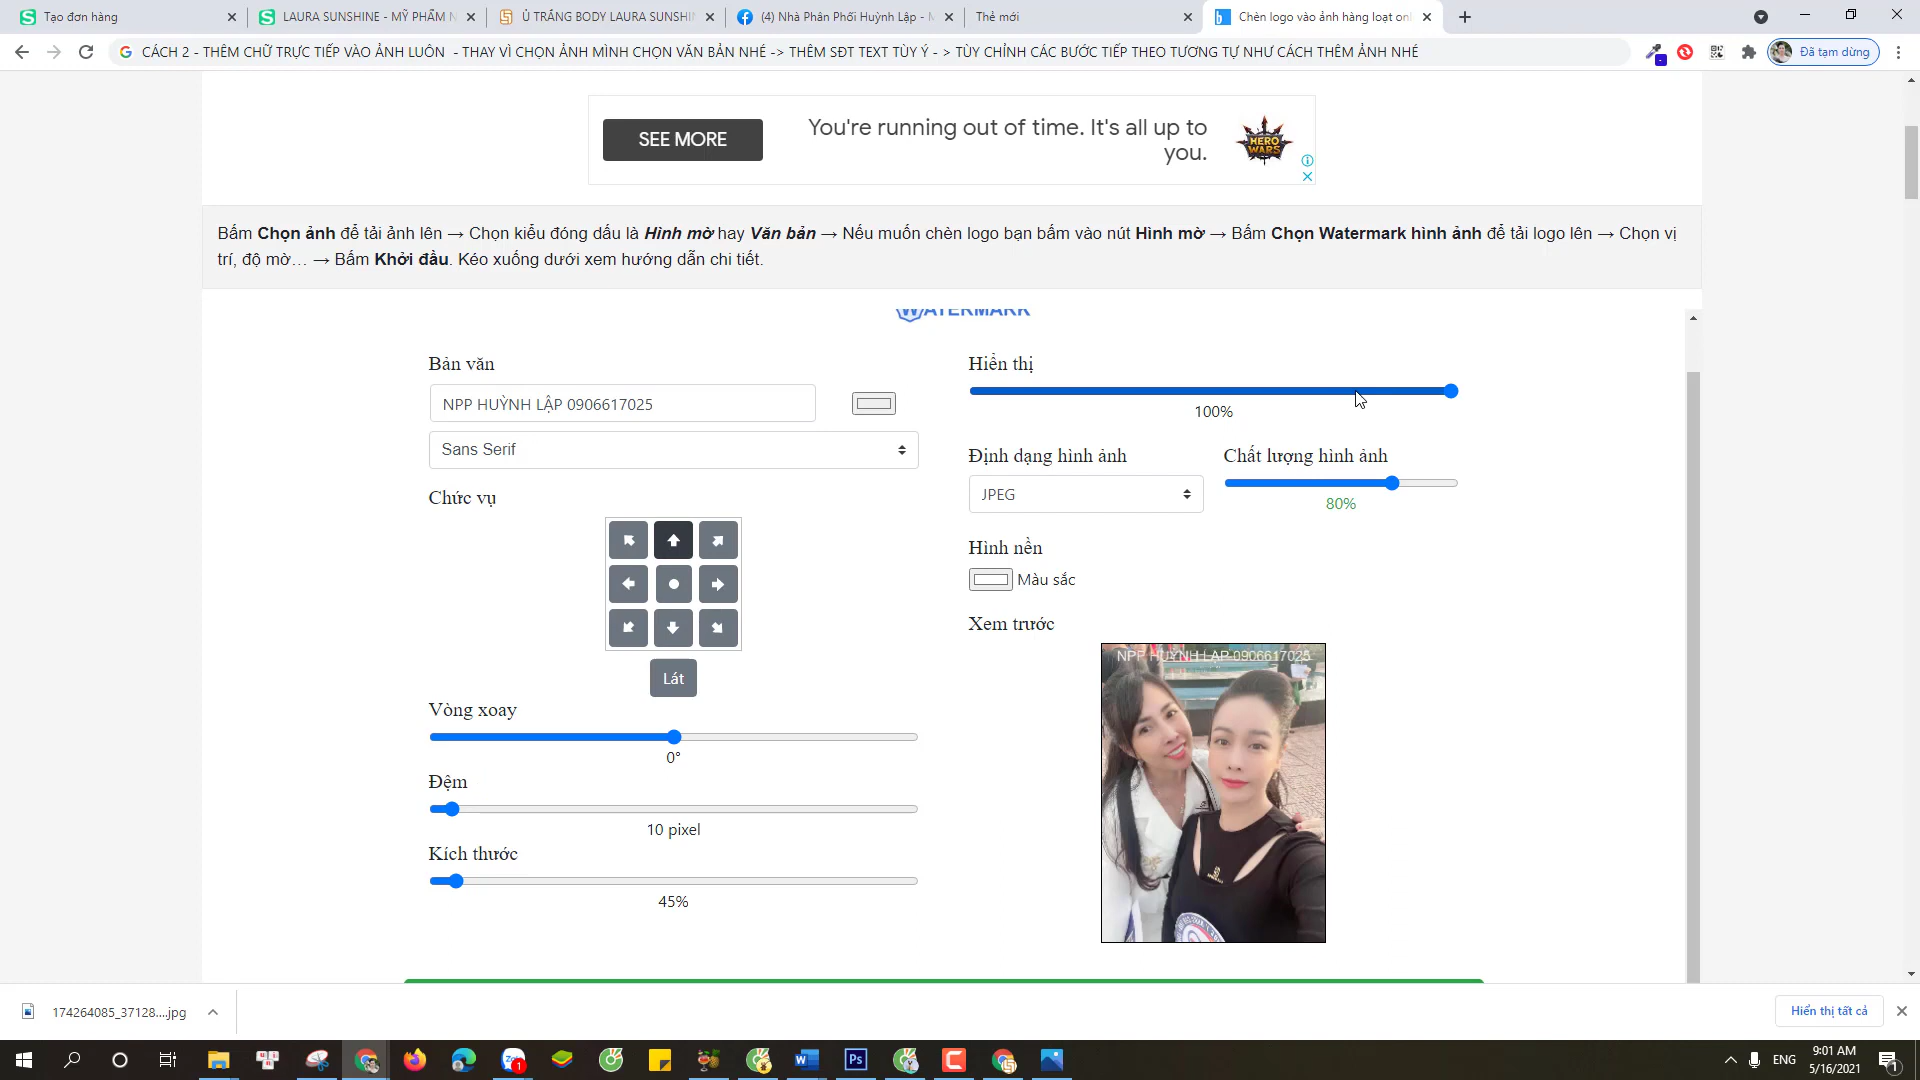 Tạo đơn hàng
LAURA SUNSHINE - MỸ PHẨM N
Ủ TRẮNG BODY LAURA SUNSHIN
(4) Nhà Phân Phối Huỳnh Lập - M
Thẻ mới
Chèn logo vào ảnh hàng loạt onl
CÁCH 2 - THÊM CHỮ TRỰC TIẾP VÀO ẢNH LUÔN - THAY VÌ CHỌN ẢNH MÌNH CHỌN VĂN BẢN NHÉ -> THÊM SĐT TEXT TÙY Ý - > TÙY CHỈNH CÁC BƯỚC TIẾP THEO TƯƠNG TỰ NHƯ CÁCH THÊM ẢNH NHÉ
Đã tạm dừng
SEE MORE
You're running out of time. It's all up to
you.
HERO
WARS
Bấm Chọn ảnh để tải ảnh lên → Chọn kiểu đóng dấu là Hình mờ hay Văn bản → Nếu muốn chèn logo bạn bấm vào nút Hình mờ → Bấm Chọn Watermark hình ảnh để tải logo lên → Chọn vị
trí, độ mờ… → Bấm Khởi đầu. Kéo xuống dưới xem hướng dẫn chi tiết.
WATERMARK
Bản văn
NPP HUỲNH LẬP 0906617025
Sans Serif
Chức vụ
Lát
Vòng xoay
0°
Đệm
10 pixel
Kích thước
45%
Hiển thị
100%
Định dạng hình ảnh
Chất lượng hình ảnh
JPEG
80%
Hình nền
Màu sắc
Xem trước
NPP HUỲNH LẬP 0906617025
174264085_37128....jpg
Hiển thị tất cả
Zalo
1
W
Ps
ENG
9:01 AM
5/16/2021
1